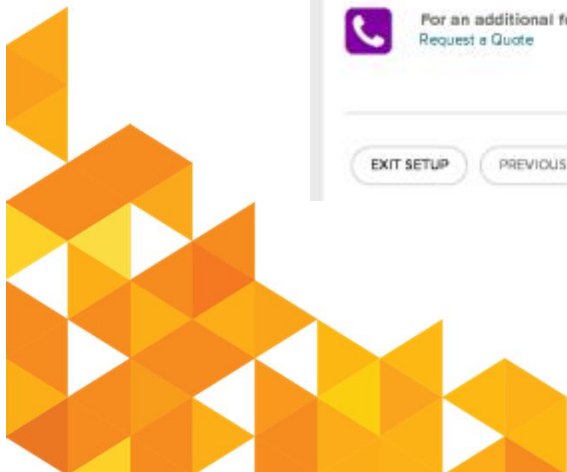 For an additional
Request a Quote
EXIT SETUP
PREVIOUS